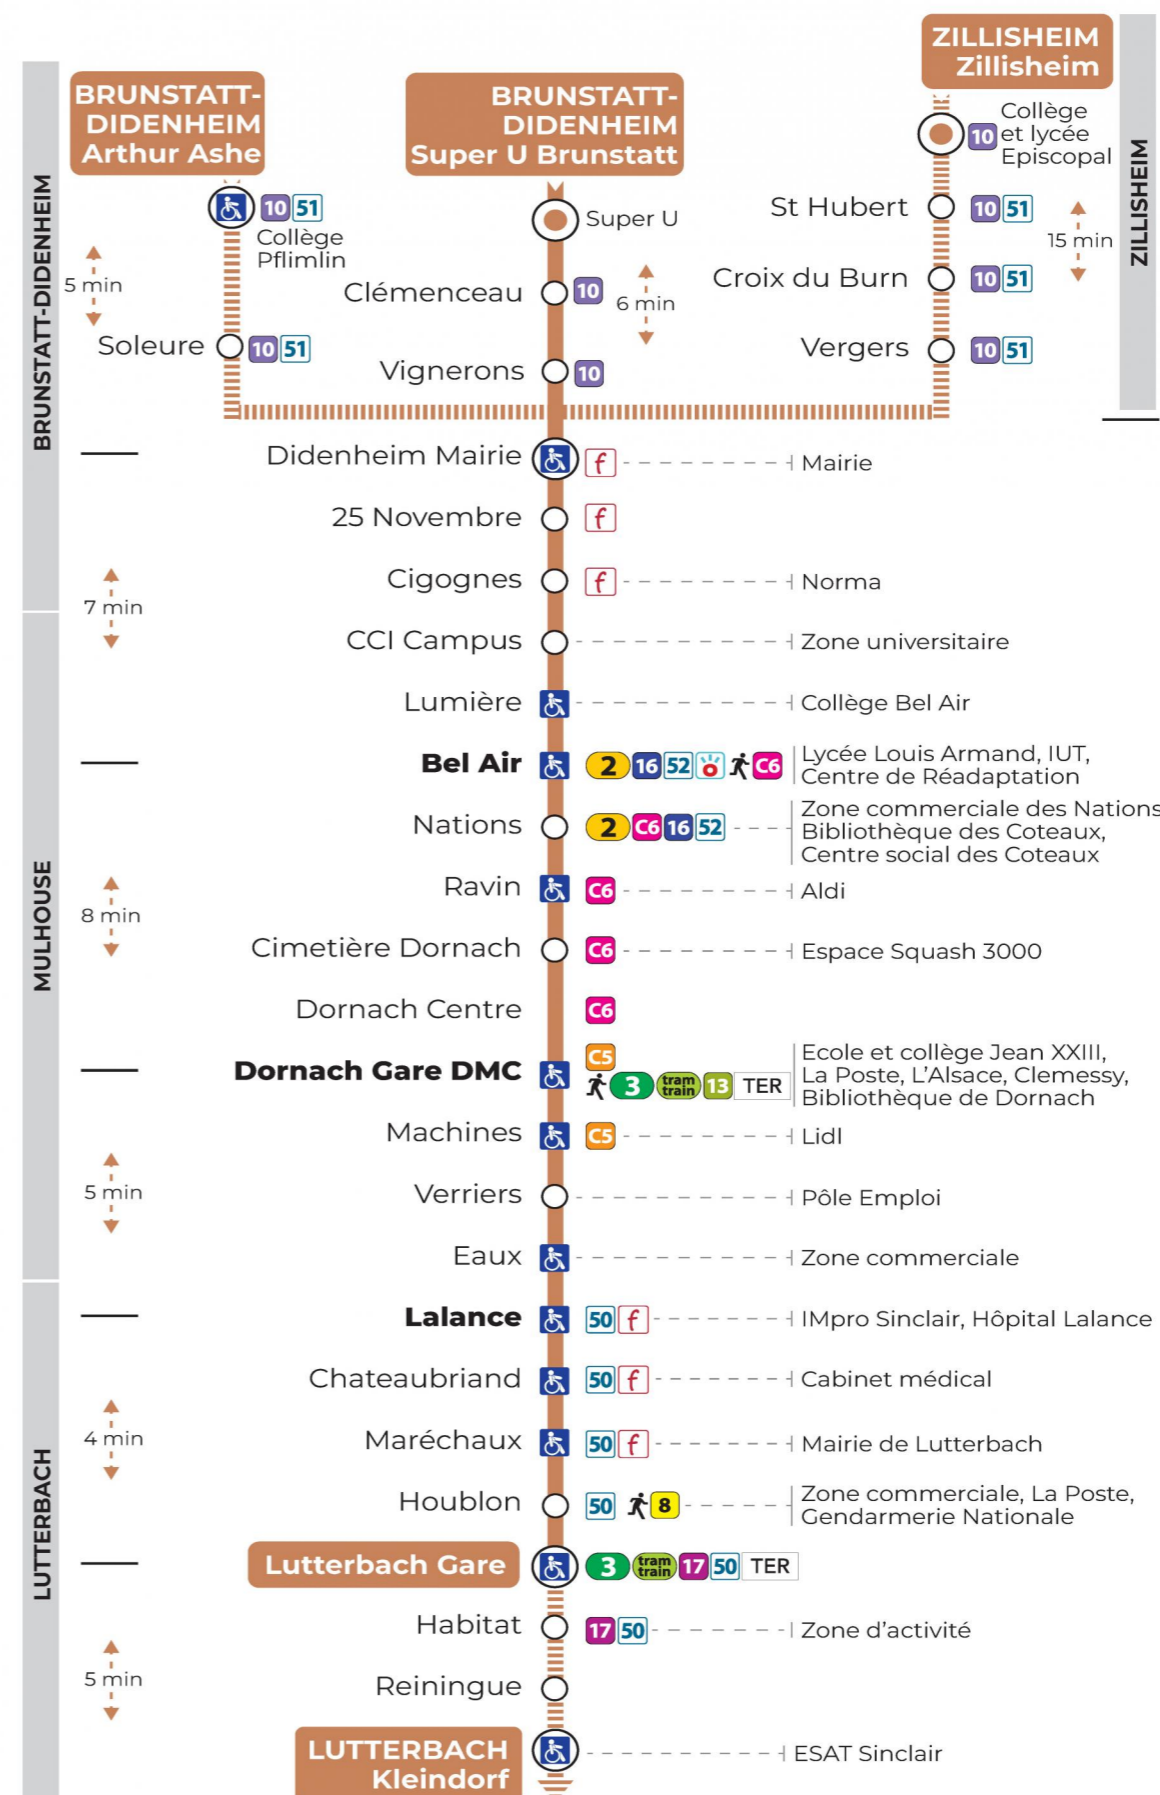 ZILLISHEIM
Zillisheim
BRUNSTATT-
DIDENHEIM
Arthur Ashe
BRUNSTATT-
DIDENHEIM
Super U Brunstatt
10 Collège
et lycée
Episcopal
ZILLISHEIM
BRUNSTATT-DIDENHEIM
10 51
Collège
Pflimlin
Super U
St Hubert 10 51
15 min
5 min
Clémenceau 10
6 min
Croix du Burn 10 51
Soleure 10 51
Vignerons 10
Vergers 10 51
Didenheim Mairie f Mairie
25 Novembre f
Cigognes f Norma
7 min
MULHOUSE
CCI Campus Zone universitaire
Lumière Collège Bel Air
Bel Air 2 16 52 C6 Lycée Louis Armand, IUT,
Centre de Réadaptation
Nations 2 C6 16 52 Zone commerciale des Nations
Bibliothèque des Coteaux,
Centre social des Coteaux
Ravin C6 Aldi
8 min
Cimetière Dornach C6 Espace Squash 3000
Dornach Centre C6
Dornach Gare DMC C5
3 tram train 13 TER
Ecole et collège Jean XXIII,
La Poste, L'Alsace, Clemessy,
Bibliothèque de Dornach
Machines C5 Lidl
5 min
Verriers Pôle Emploi
Eaux Zone commerciale
LUTTERBACH
Lalance 50 f IMpro Sinclair, Hôpital Lalance
Chateaubriand 50 f Cabinet médical
4 min
Maréchaux 50 f Mairie de Lutterbach
Houblon 50 8 Zone commerciale, La Poste,
Gendarmerie Nationale
Lutterbach Gare 3 tram train 17 50 TER
Habitat 17 50 Zone d'activité
5 min
Reiningue
LUTTERBACH
Kleindorf
ESAT Sinclair